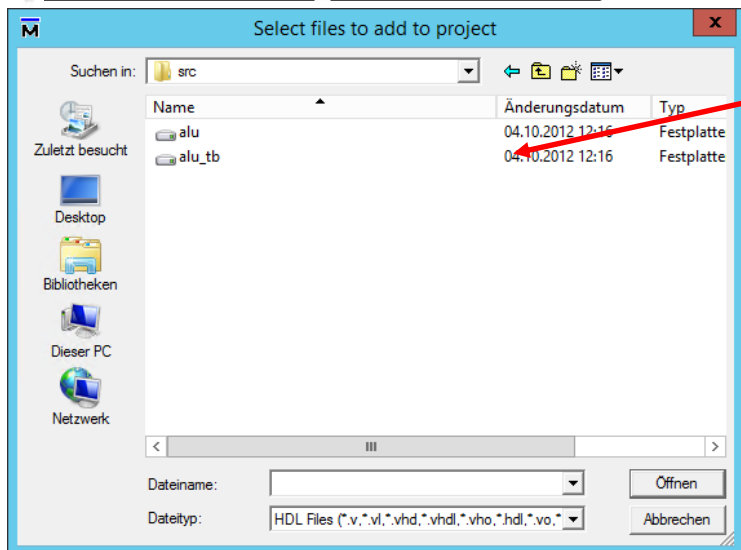 M Select files to add to project x
Suchen in: src
Name Änderungsdatum Typ
alu 04.10.2012 12:16 Festplatte
alu_tb 04.10.2012 12:16 Festplatte
Zuletzt besucht
Desktop
Bibliotheken
Dieser PC
Netzwerk
Dateiname: Öffnen
Dateityp: HDL Files (*.v,*.vl,*.vhd,*.vhdl,*.vho,*.hdl,*.vo,* Abbrechen